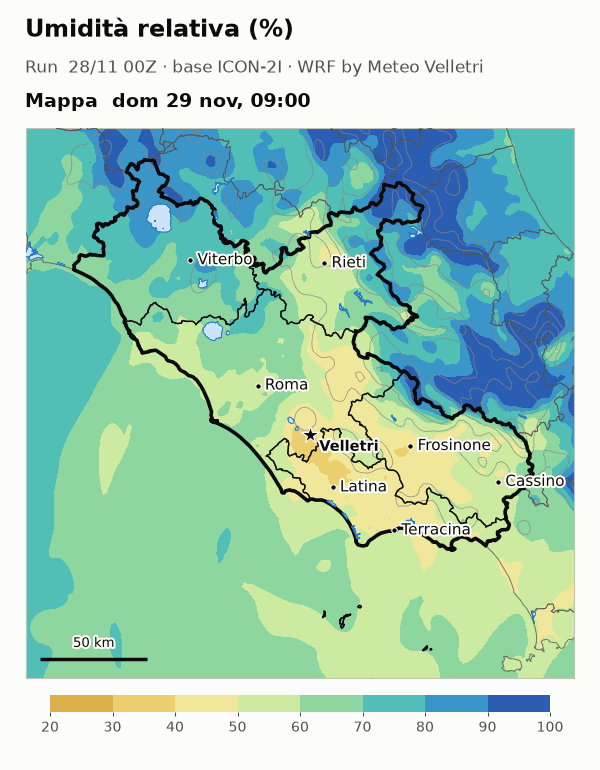 Umidità relativa (%)
Run  28/11 00Z · base ICON-2I · WRF by Meteo Velletri
Mappa  dom 29 nov, 09:00
Viterbo
Rieti
Roma
Velletri
Frosinone
Cassino
Latina
Terracina
50 km
20 30 40 50 60 70 80 90 100